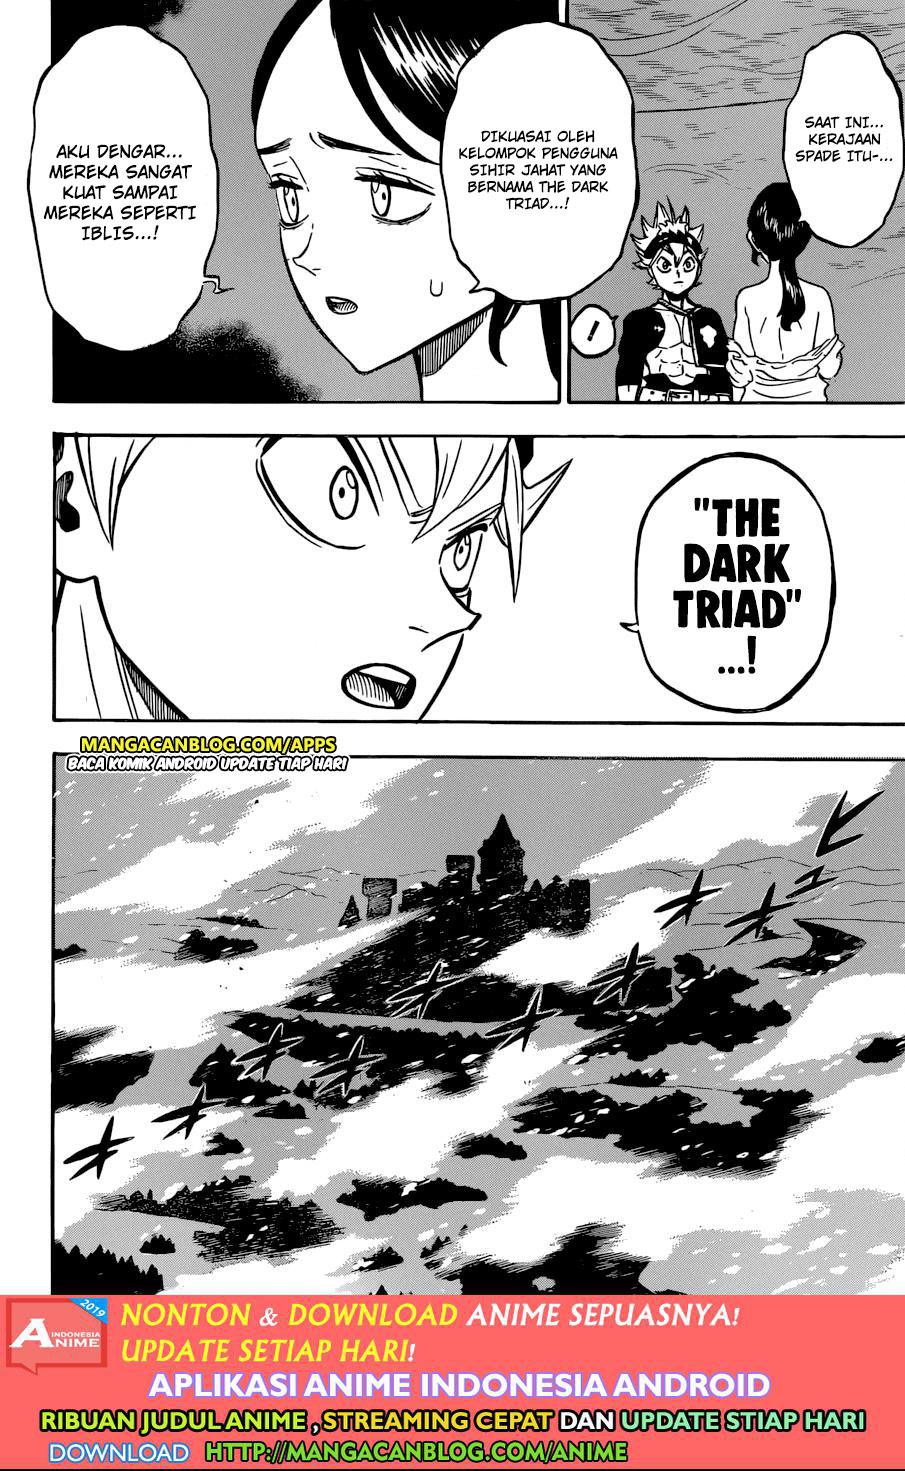 SAAT INI...
KERAJAAN
SPADE ITU-...
!
DIKUASAI OLEH
KELOMPOK PENGGUNA
SIHIR JAHAT YANG
BERNAMA THE DARK
TRIAD...!
AKU DENGAR...
MEREKA SANGAT
KUAT SAMPAI
MEREKA SEPERTI
IBLIS...!
"THE
DARK
TRIAD"
...!
MANGACANBLOG.COM/APPS
BACA KOMIK ANDROID UPDATE TIAP HARI
2019
INDONESIA
ANIME
NONTON & DOWNLOAD ANIME SEPUASNYA!
UPDATE SETIAP HARI!
APLIKASI ANIME INDONESIA ANDROID
RIBUAN JUDUL ANIME , STREAMING CEPAT DAN UPDATE STIAP HARI
DOWNLOAD HTTP://MANGACANBLOG.COM/ANIME